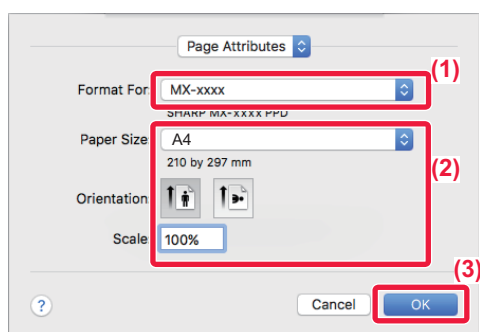 Page Attributes
(1)
Format For: MX-xxxx
SHARP MX-xxxx PPD
Paper Size: A4
210 by 297 mm
(2)
Orientation:
Scale: 100%
(3)
? Cancel OK